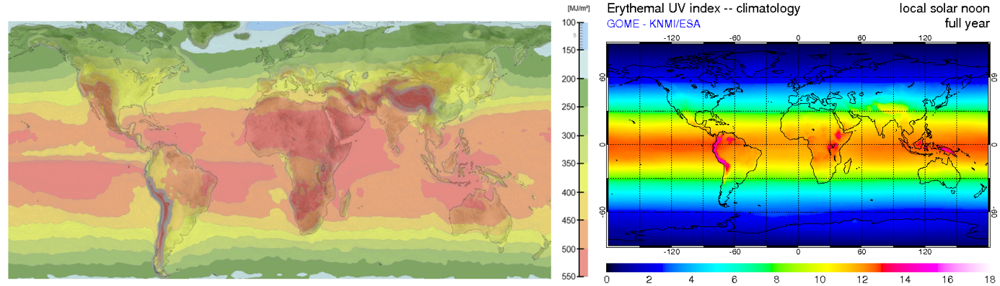 [MJ/m²]
100
5
150
200
250
300
350
400
450
500
550
Erythemal UV index -- climatology
local solar noon
GOME - KNMI/ESA
full year
-120 -60 0 60 120
60 60
0 0
-60 -60
-120 -60 0 60 120
0 2 4 6 8 10 12 14 16 18